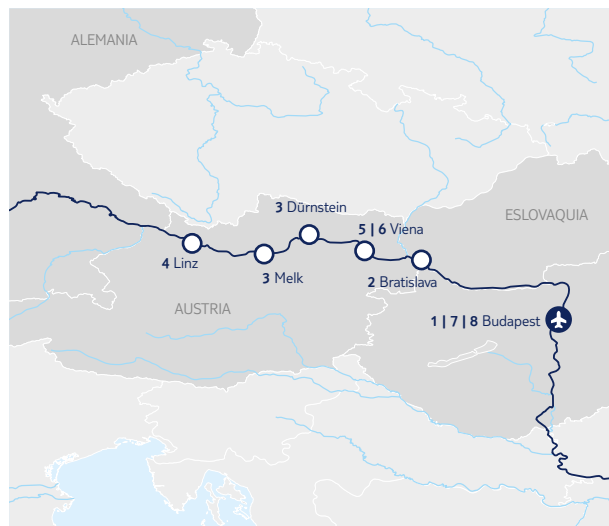 ALEMANIA
3 Dürnstein
5 | 6 Viena
ESLOVAQUIA
4 Linz
3 Melk
2 Bratislava
AUSTRIA
1 | 7 | 8 Budapest